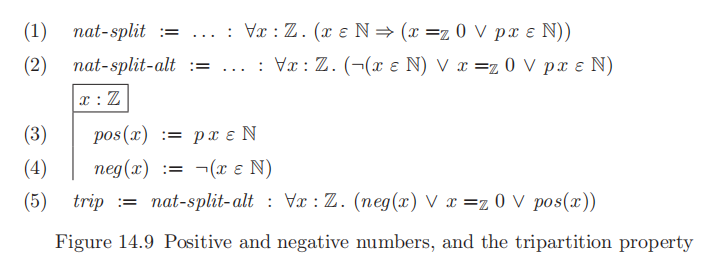 (1) nat-split := ... : ∀x : ℤ . (x ε ℕ ⇒ (x =ℤ 0 ∨ p x ε ℕ))
(2) nat-split-alt := ... : ∀x : ℤ . (¬(x ε ℕ) ∨ x =ℤ 0 ∨ p x ε ℕ)
x : ℤ
(3) pos(x) := p x ε ℕ
(4) neg(x) := ¬(x ε ℕ)
(5) trip := nat-split-alt : ∀x : ℤ . (neg(x) ∨ x =ℤ 0 ∨ pos(x))
Figure 14.9 Positive and negative numbers, and the tripartition property